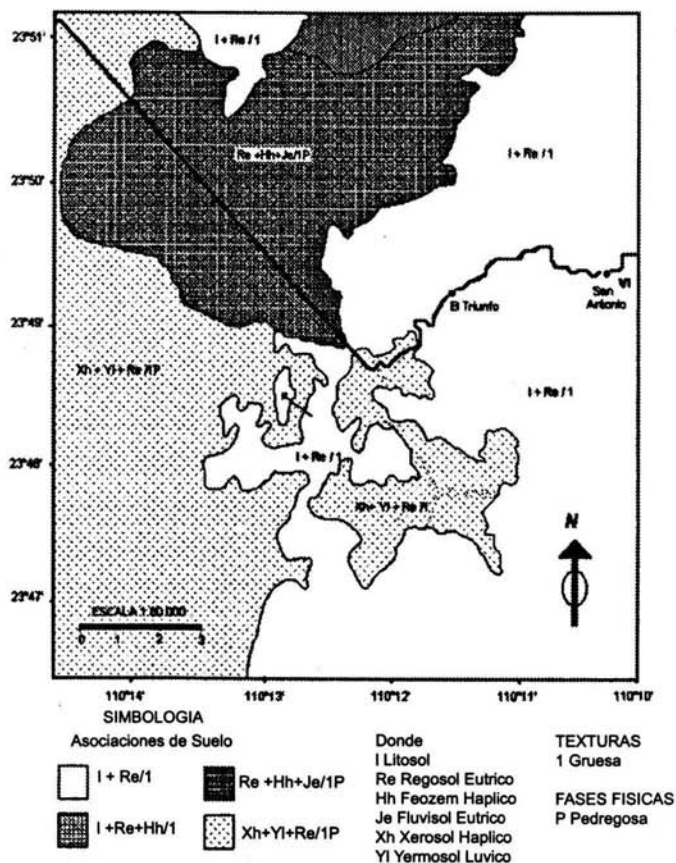 23°51'
I + Re / 1
Re +Hh+Je/1P
I + Re / 1
23°50'
El Triunfo
San
Antonio
23°49'
Xh + Yl + Re /1P
I + Re / 1
23°48'
I + Re / 1
Xh+ Yl + Re /1
N
23°47'
ESCALA 1:80 000
0 1 2 3
110°14' 110°13' 110°12' 110°11' 110°10'
SIMBOLOGIA
Asociaciones de Suelo
I + Re/1
Re +Hh+Je/1P
I +Re+Hh/1
Xh+Yl+Re/1P
Donde
I Litosol
Re Regosol Eutrico
Hh Feozem Haplico
Je Fluvisol Eutrico
Xh Xerosol Haplico
Yl Yermosol Luvico
TEXTURAS
1 Gruesa
FASES FISICAS
P Pedregosa